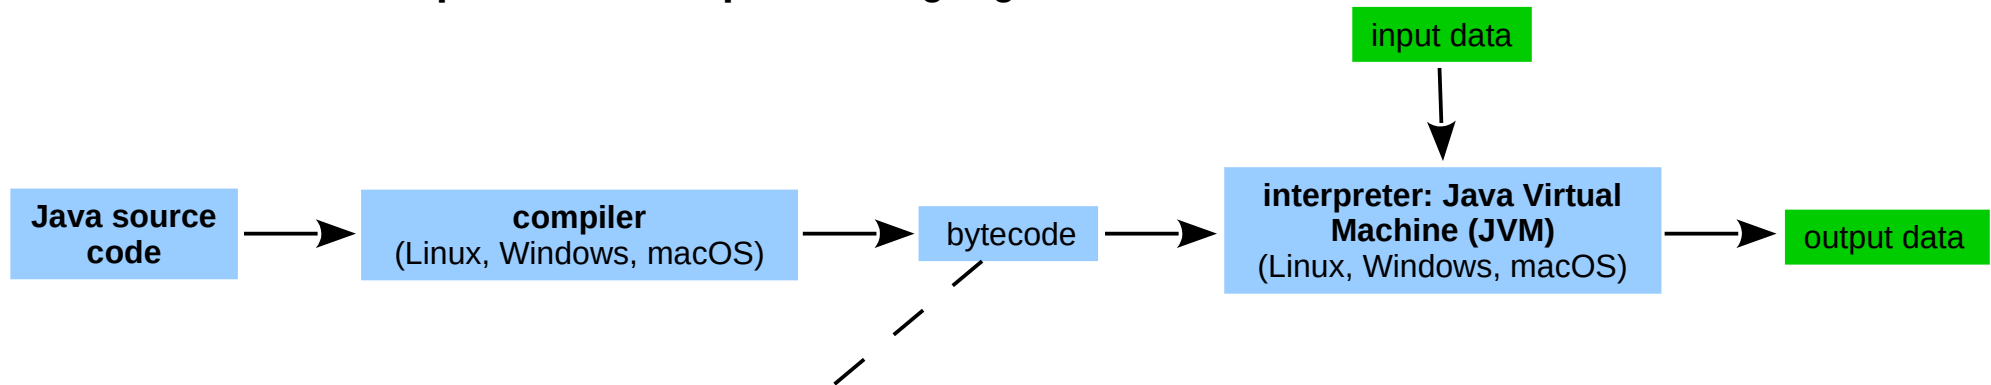 input data
Java source
code
compiler
(Linux, Windows, macOS)
bytecode
interpreter: Java Virtual
Machine (JVM)
(Linux, Windows, macOS)
output data